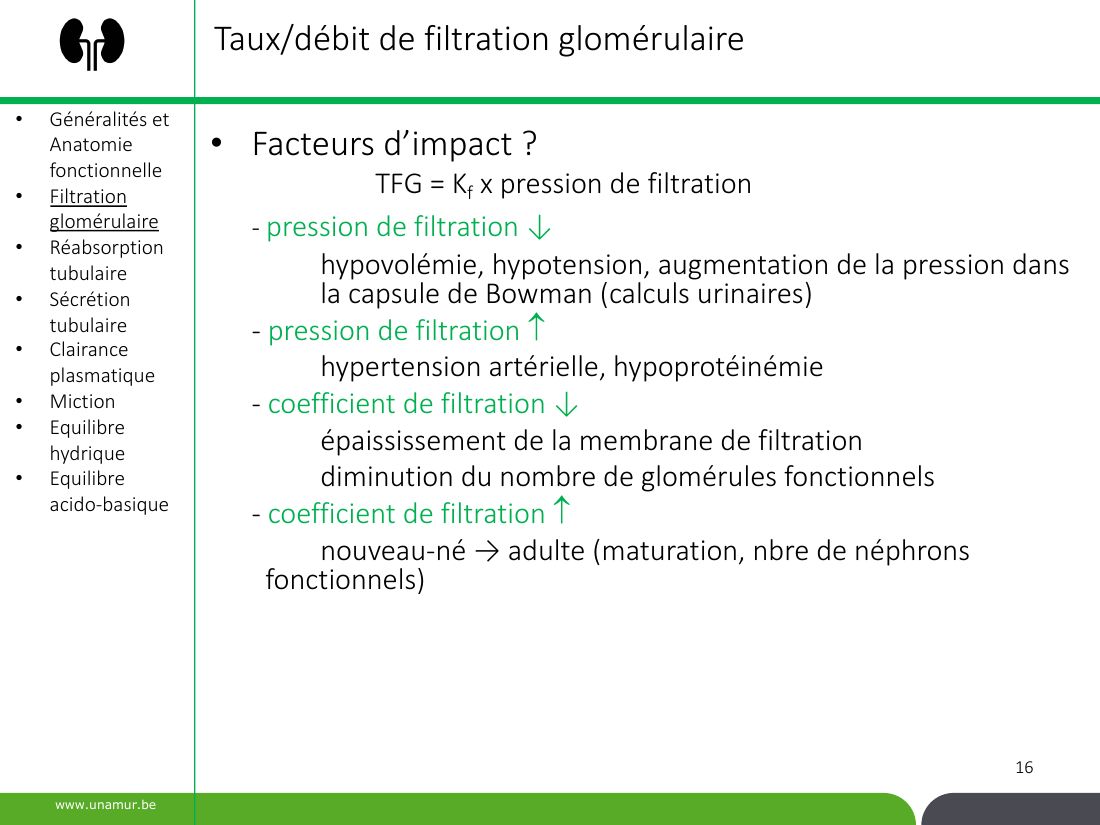 Taux/débit de filtration glomérulaire
• Généralités et
Anatomie
fonctionnelle
• Filtration
glomérulaire
• Réabsorption
tubulaire
• Sécrétion
tubulaire
• Clairance
plasmatique
• Miction
• Equilibre
hydrique
• Equilibre
acido-basique
• Facteurs d’impact ?
TFG = Kf x pression de filtration
- pression de filtration ↓
hypovolémie, hypotension, augmentation de la pression dans
la capsule de Bowman (calculs urinaires)
- pression de filtration ↑
hypertension artérielle, hypoprotéinémie
- coefficient de filtration ↓
épaississement de la membrane de filtration
diminution du nombre de glomérules fonctionnels
- coefficient de filtration ↑
nouveau-né → adulte (maturation, nbre de néphrons
fonctionnels)
16
www.unamur.be